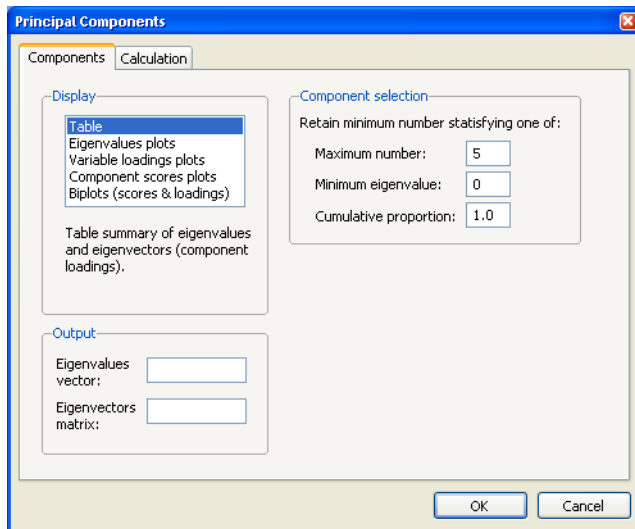 Principal Components
Components
Calculation
Display
Table
Eigenvalues plots
Variable loadings plots
Component scores plots
Biplots (scores & loadings)
Table summary of eigenvalues
and eigenvectors (component
loadings).
Output
Eigenvalues
vector:
Eigenvectors
matrix:
Component selection
Retain minimum number statisfying one of:
Maximum number: 5
Minimum eigenvalue: 0
Cumulative proportion: 1.0
OK
Cancel